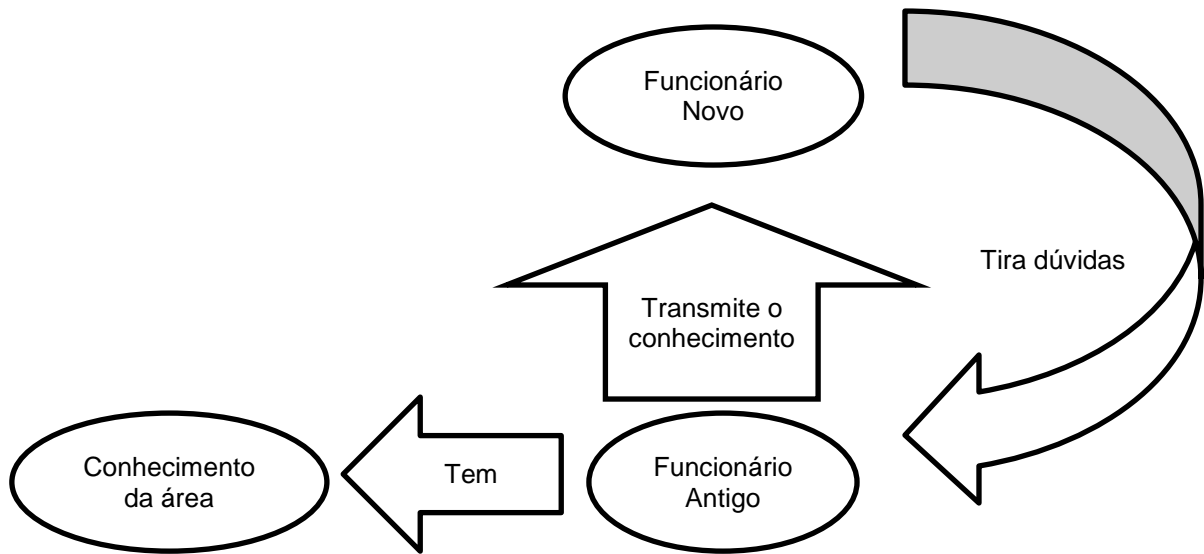 Funcionário
Novo
Tira dúvidas
Transmite o
conhecimento
Conhecimento
da área
Tem
Funcionário
Antigo